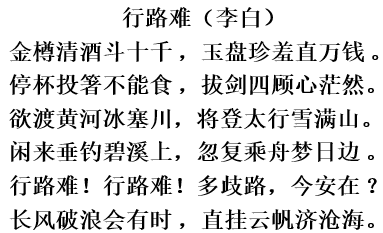 行路难（李白）
金樽清酒斗十千，玉盘珍羞直万钱。
停杯投箸不能食，拔剑四顾心茫然。
欲渡黄河冰塞川，将登太行雪满山。
闲来垂钓碧溪上，忽复乘舟梦日边。
行路难！行路难！多歧路，今安在？
长风破浪会有时，直挂云帆济沧海。